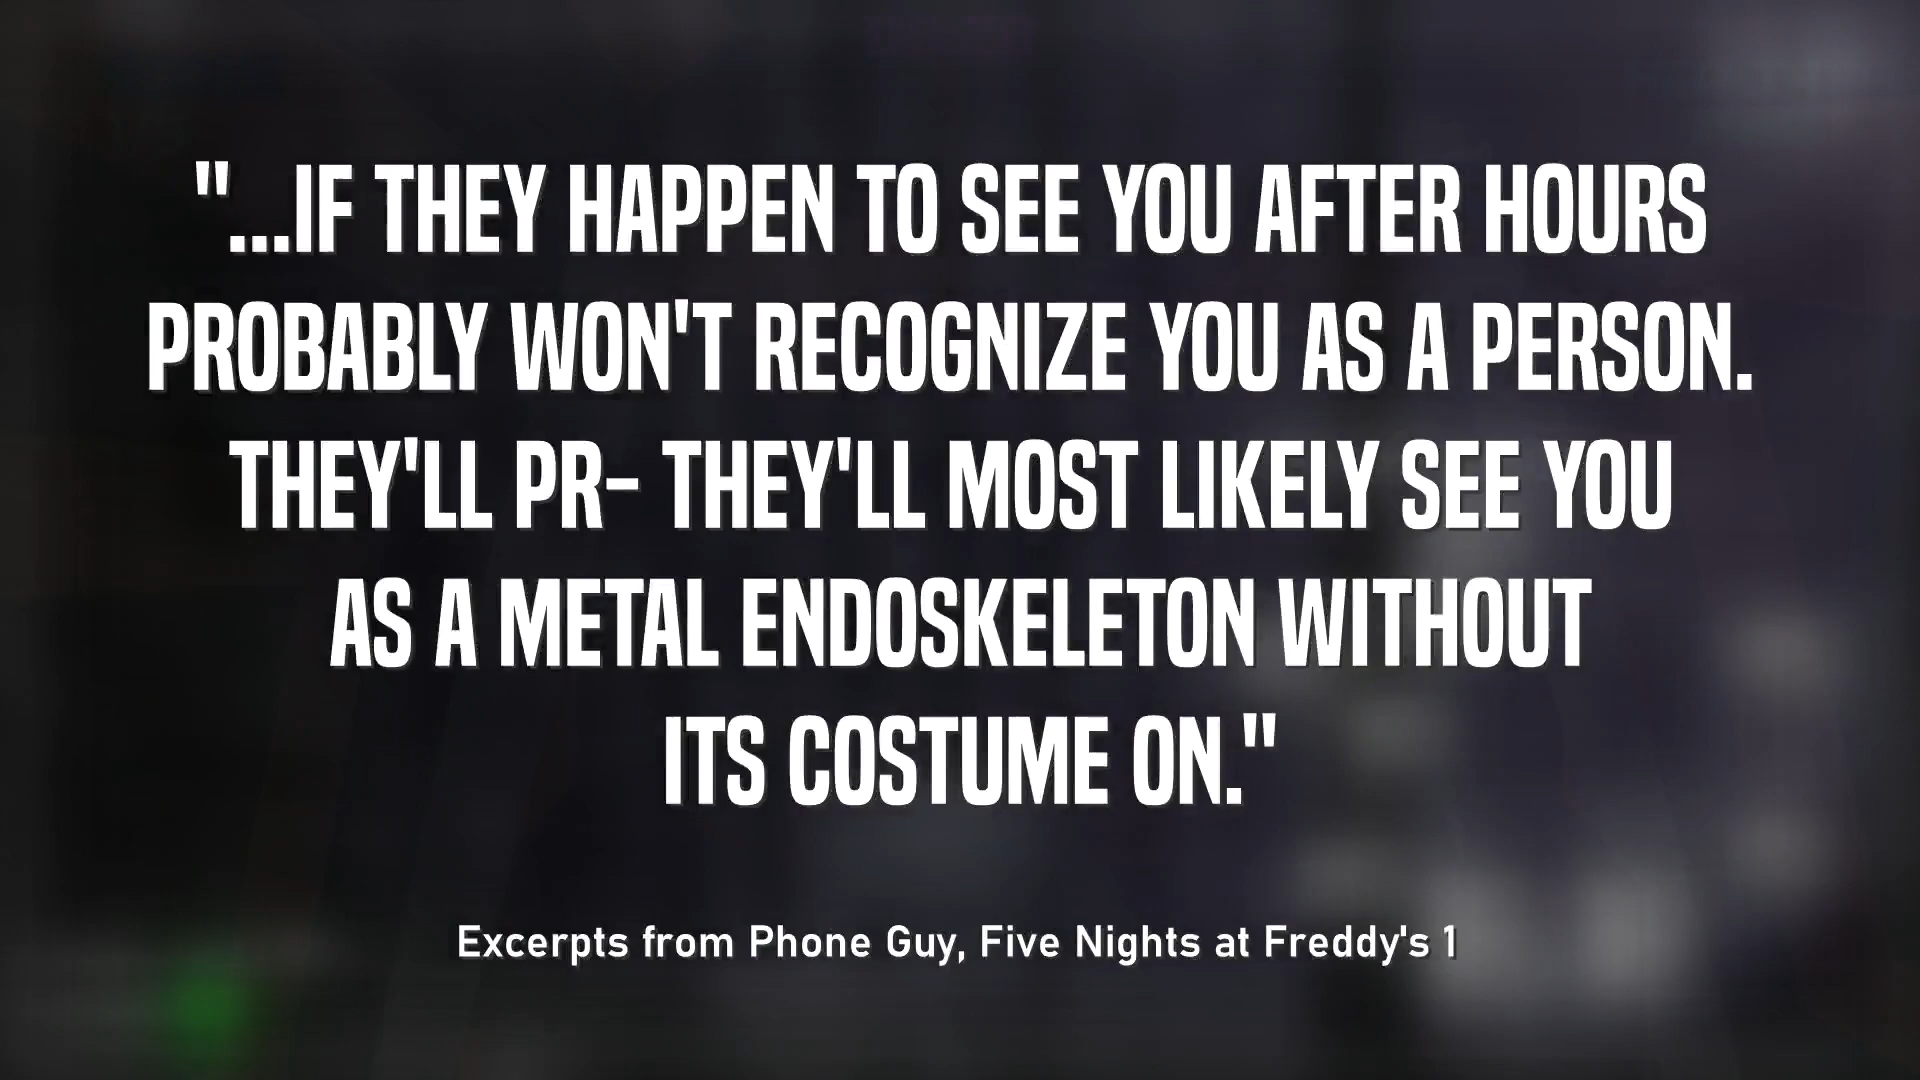 "...IF THEY HAPPEN TO SEE YOU AFTER HOURS
PROBABLY WON'T RECOGNIZE YOU AS A PERSON.
THEY'LL PR- THEY'LL MOST LIKELY SEE YOU
AS A METAL ENDOSKELETON WITHOUT
ITS COSTUME ON."
Excerpts from Phone Guy, Five Nights at Freddy's 1